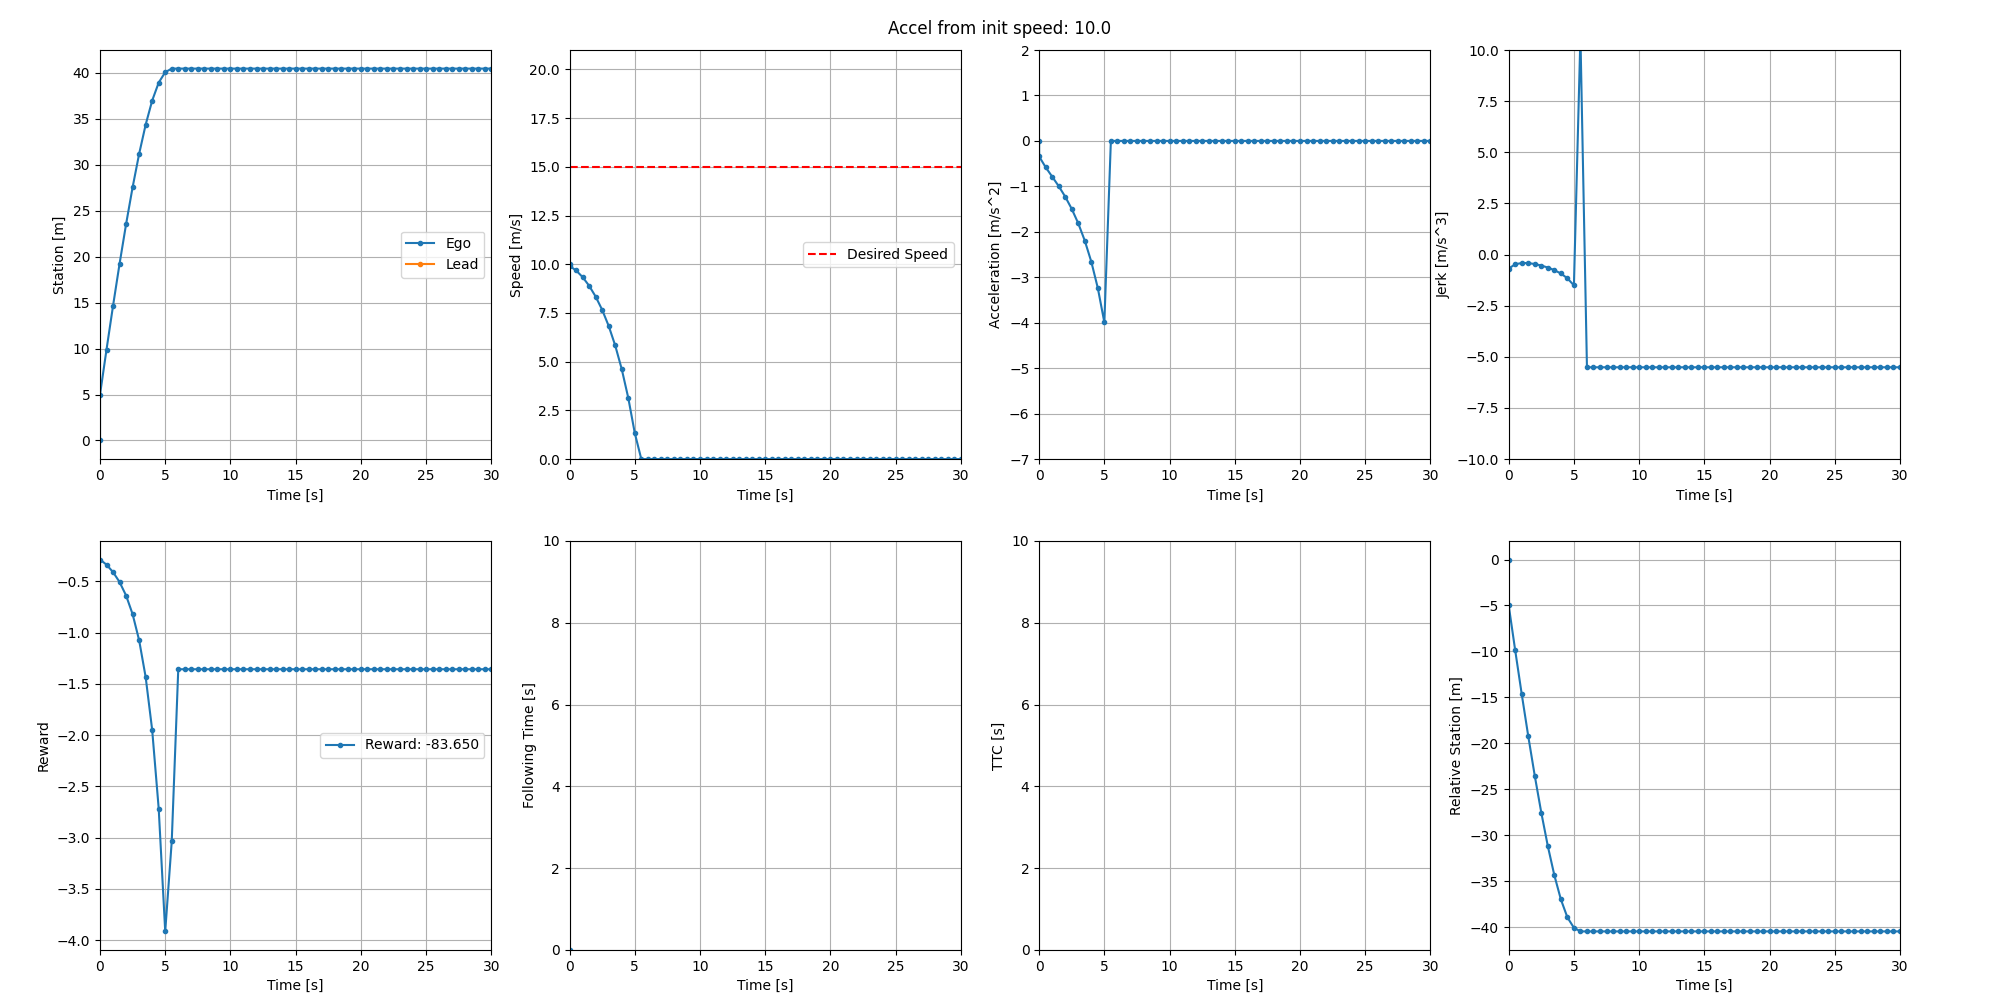 Accel from init speed: 10.0
Station [m]
40
35
30
25
20
15
10
5
0
Ego
Lead
0 5 10 15 20 25 30
Time [s]
Speed [m/s]
20.0
17.5
15.0
12.5
10.0
7.5
5.0
2.5
0.0
Desired Speed
0 5 10 15 20 25 30
Time [s]
Acceleration [m/s^2]
2
1
0
−1
−2
−3
−4
−5
−6
−7
0 5 10 15 20 25 30
Time [s]
Jerk [m/s^3]
10.0
7.5
5.0
2.5
0.0
−2.5
−5.0
−7.5
−10.0
0 5 10 15 20 25 30
Time [s]
Reward
−0.5
−1.0
−1.5
−2.0
−2.5
−3.0
−3.5
−4.0
Reward: -83.650
0 5 10 15 20 25 30
Time [s]
Following Time [s]
10
8
6
4
2
0
0 5 10 15 20 25 30
Time [s]
TTC [s]
10
8
6
4
2
0
0 5 10 15 20 25 30
Time [s]
Relative Station [m]
0
−5
−10
−15
−20
−25
−30
−35
−40
0 5 10 15 20 25 30
Time [s]